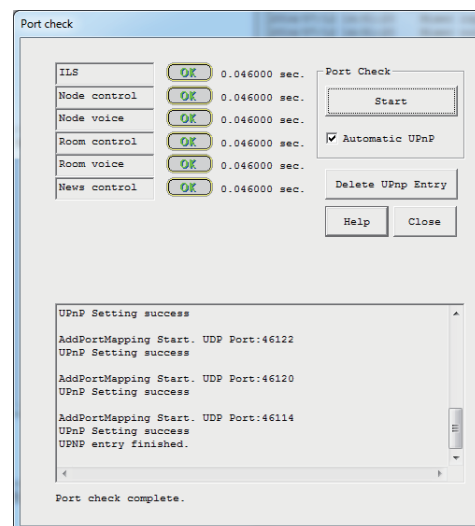 Port check
ILS OK 0.046000 sec.
Node control OK 0.046000 sec.
Node voice OK 0.046000 sec.
Room control OK 0.046000 sec.
Room voice OK 0.046000 sec.
News control OK 0.046000 sec.
Port Check
Start
Automatic UPnP
Delete UPnp Entry
Help Close
UPnP Setting success
AddPortMapping Start. UDP Port:46122
UPnP Setting success
AddPortMapping Start. UDP Port:46120
UPnP Setting success
AddPortMapping Start. UDP Port:46114
UPnP Setting success
UPNP entry finished.
Port check complete.